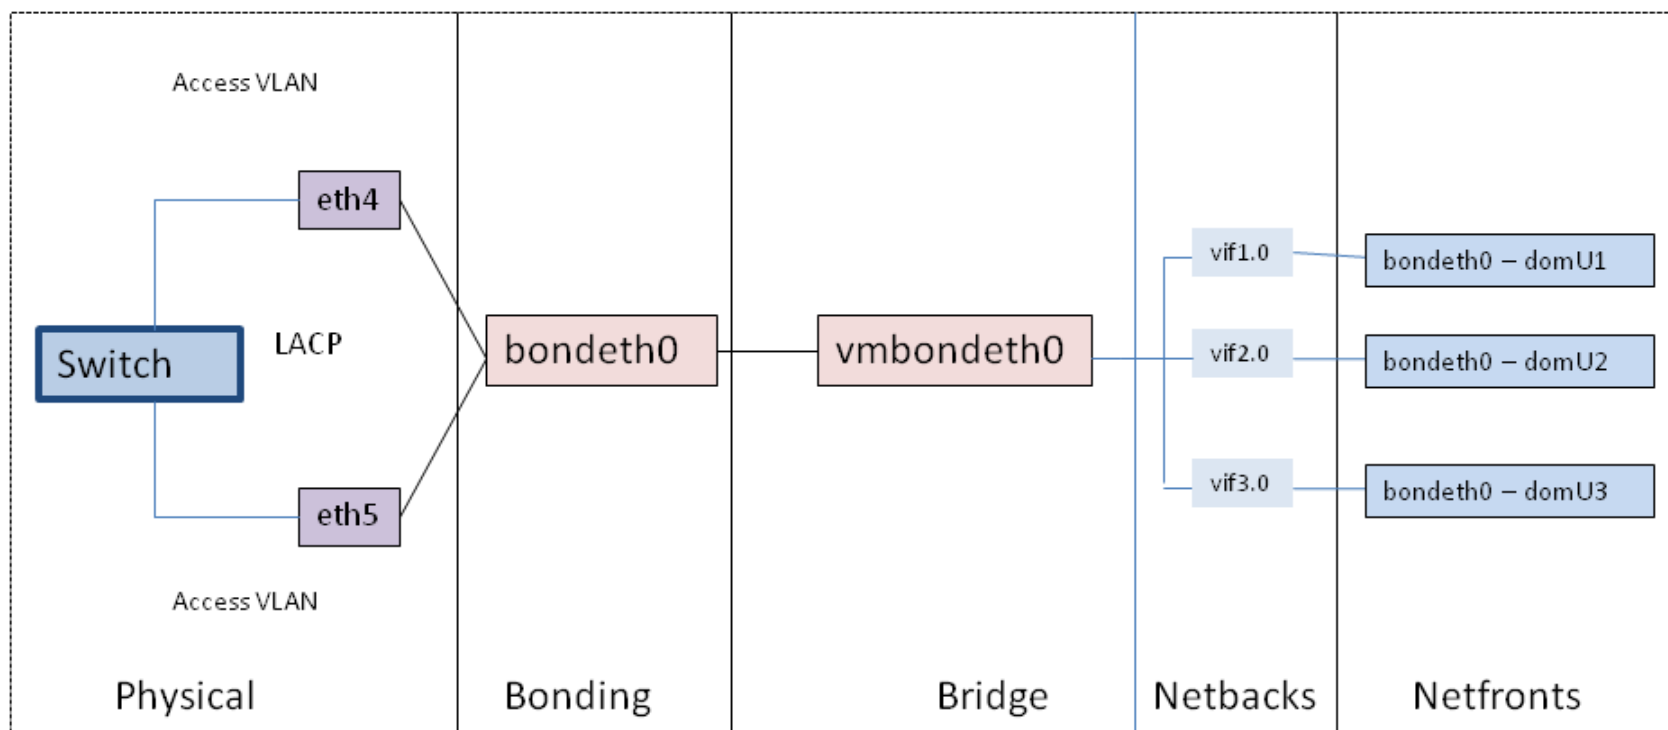 Access VLAN
eth4
Switch
LACP
eth5
Access VLAN
Physical
bondeth0
Bonding
vmbondeth0
Bridge
vif1.0
vif2.0
vif3.0
Netbacks
bondeth0 – domU1
bondeth0 – domU2
bondeth0 – domU3
Netfronts